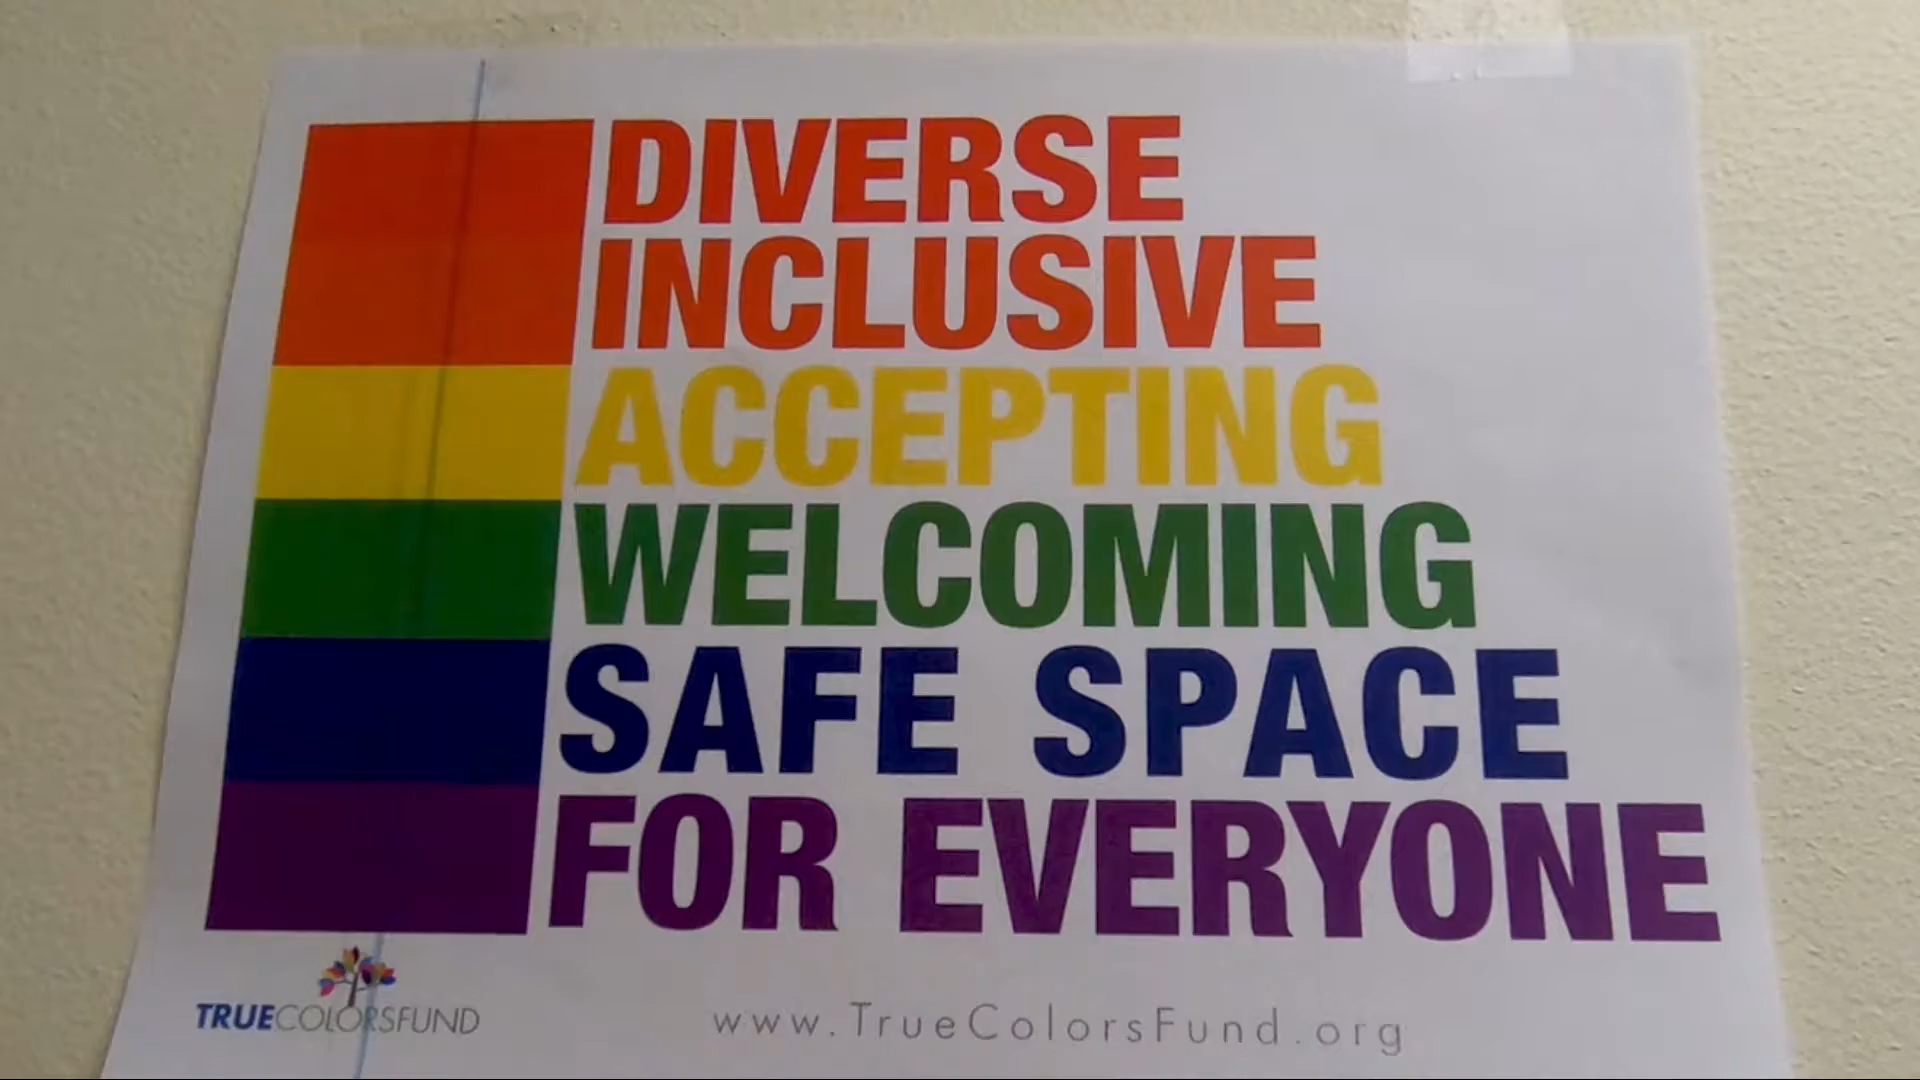 DIVERSE
INCLUSIVE
ACCEPTING
WELCOMING
SAFE SPACE
FOR EVERYONE
TRUECOLORSFUND
www.TrueColorsFund.org